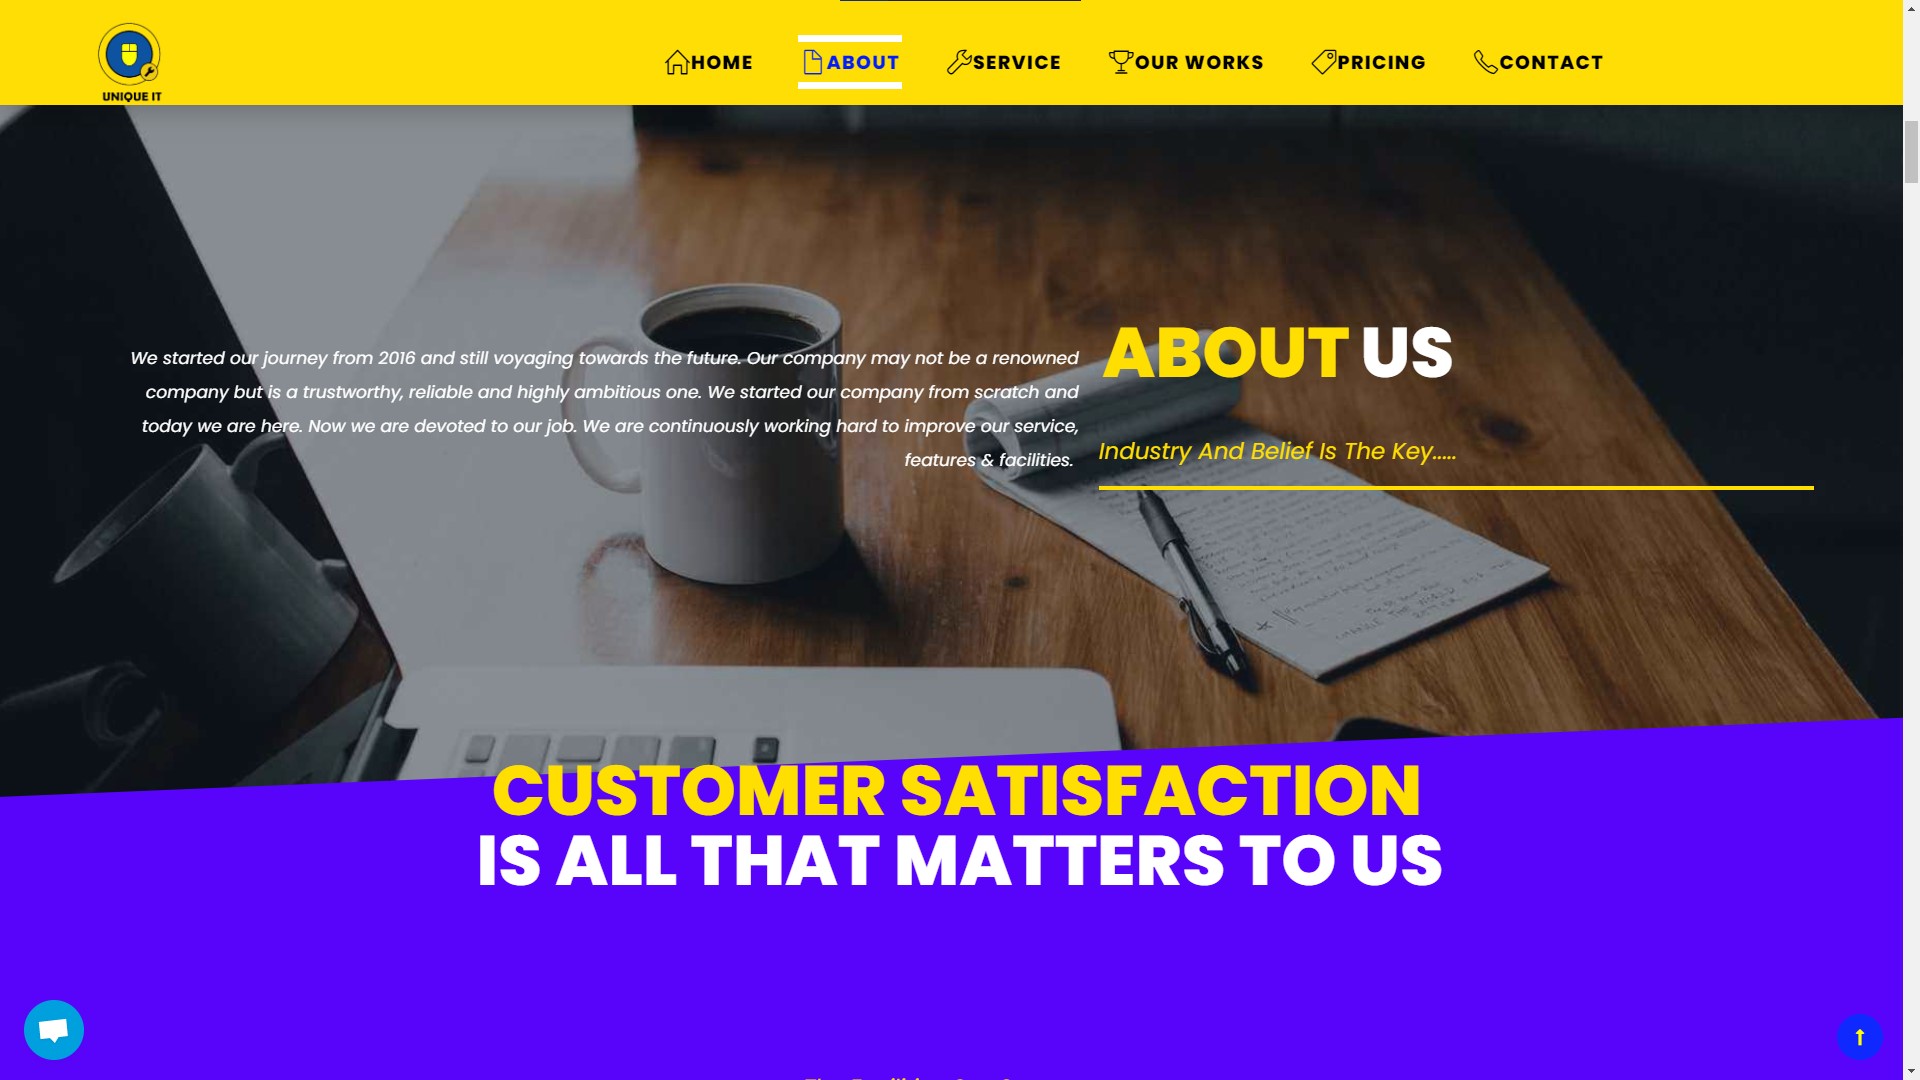 UNIQUE IT
HOME
ABOUT
SERVICE
OUR WORKS
PRICING
CONTACT
We started our journey from 2016 and still voyaging towards the future. Our company may not be a renowned
company but is a trustworthy, reliable and highly ambitious one. We started our company from scratch and
today we are here. Now we are devoted to our job. We are continuously working hard to improve our service,
features & facilities.
ABOUT US
Industry And Belief Is The Key.....
CUSTOMER SATISFACTION
IS ALL THAT MATTERS TO US